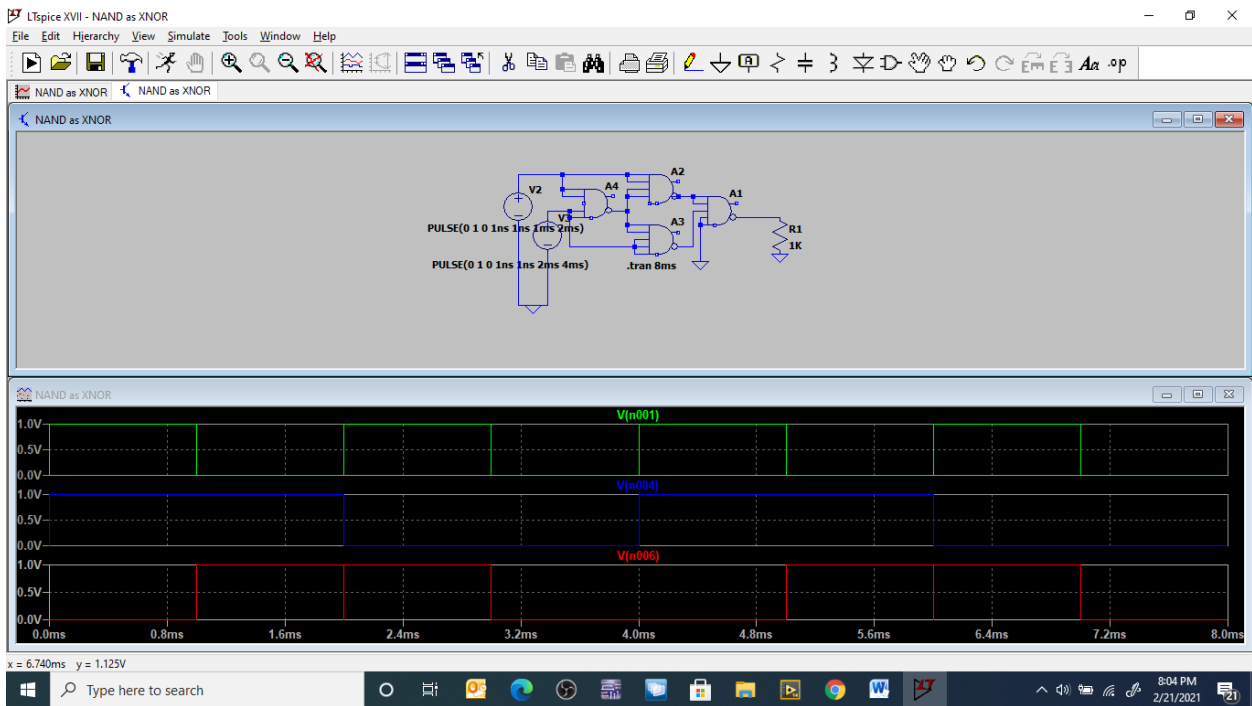 LTspice XVII - NAND as XNOR
File Edit Hierarchy View Simulate Tools Window Help
Aa .op
NAND as XNOR NAND as XNOR
NAND as XNOR
A2
V2 A4 A1
V3 A3
PULSE(0 1 0 1ns 1ns 1ms 2ms) R1
1K
PULSE(0 1 0 1ns 1ns 2ms 4ms) .tran 8ms
NAND as XNOR
V(n001)
1.0V
0.5V
0.0V
V(n004)
1.0V
0.5V
0.0V
V(n006)
1.0V
0.5V
0.0V
0.0ms 0.8ms 1.6ms 2.4ms 3.2ms 4.0ms 4.8ms 5.6ms 6.4ms 7.2ms 8.0ms
x = 6.740ms y = 1.125V
Type here to search
8:04 PM
2/21/2021
21